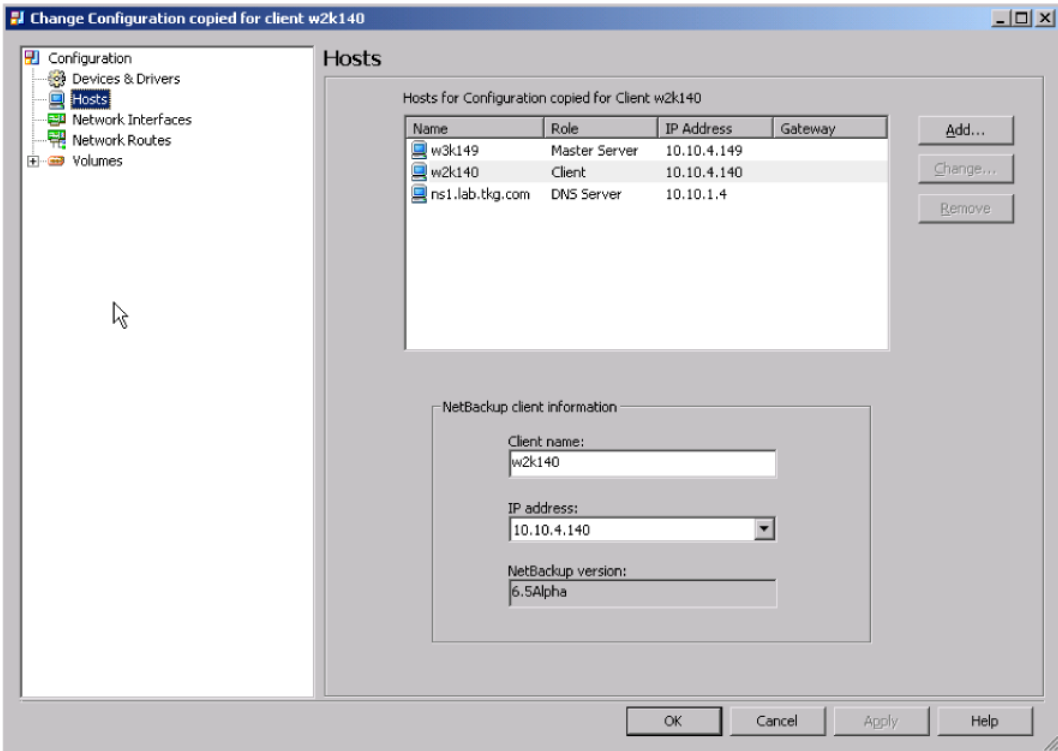 Change Configuration copied for client w2k140
Configuration
Devices & Drivers
Hosts
Network Interfaces
Network Routes
Volumes
Hosts
Hosts for Configuration copied for Client w2k140
Name Role IP Address Gateway
w3k149 Master Server 10.10.4.149
w2k140 Client 10.10.4.140
ns1.lab.tkg.com DNS Server 10.10.1.4
Add...
Change...
Remove
NetBackup client information
Client name:
w2k140
IP address:
10.10.4.140
NetBackup version:
6.5Alpha
OK Cancel Apply Help